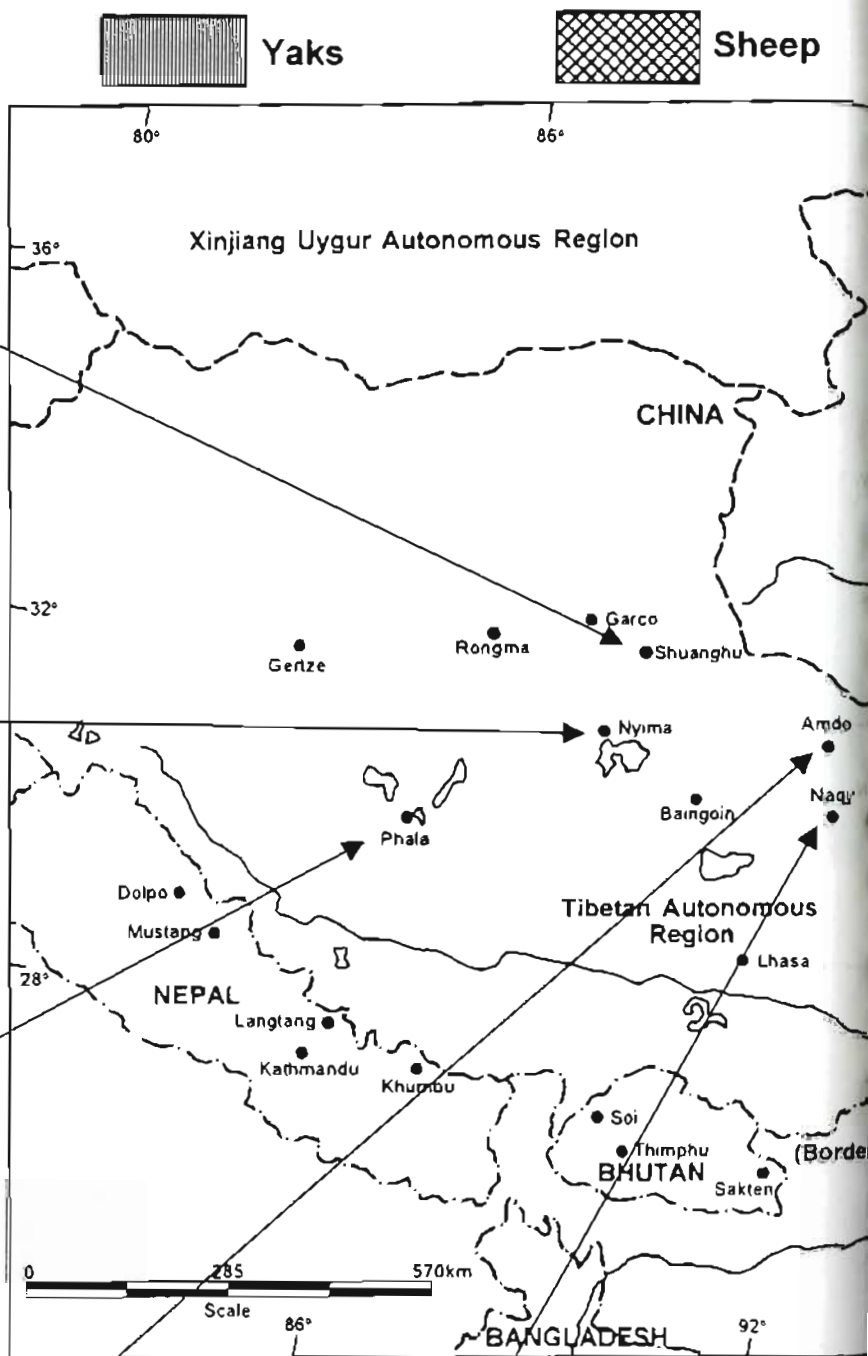 Yaks
Sheep
80°
86°
36°
Xinjiang Uygur Autonomous Region
CHINA
32°
Garco
Rongma
Shuanghu
Gertze
Nyima
Amdo
Baingoin
Phala
Dolpo
Mustang
Tibetan Autonomous
Region
Lhasa
28°
NEPAL
Langtang
Kathmandu
Khumbu
Soi
Thimphu
BHUTAN
(Borde
Sakten
0
285
570km
Scale
86°
92°
BANGLADESH